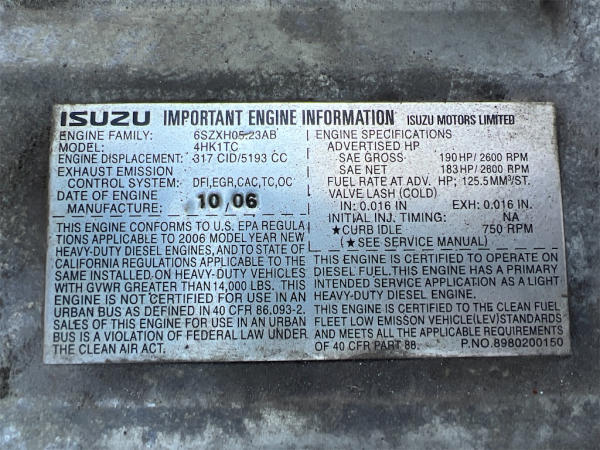 ISUZU IMPORTANT ENGINE INFORMATION ISUZU MOTORS LIMITED
ENGINE FAMILY: 6SZXH05.23AB
MODEL: 4HK1TC
ENGINE DISPLACEMENT: 317 CID/5193 CC
EXHAUST EMISSION
CONTROL SYSTEM: DFI,EGR,CAC,TC,OC
DATE OF ENGINE
MANUFACTURE: 10 06
THIS ENGINE CONFORMS TO U.S. EPA REGULA
TIONS APPLICABLE TO 2006 MODEL YEAR NEW
HEAVY-DUTY DIESEL ENGINES, AND TO STATE OF
CALIFORNIA REGULATIONS APPLICABLE TO THE
SAME INSTALLED ON HEAVY-DUTY VEHICLES
WITH GVWR GREATER THAN 14,000 LBS. THIS
ENGINE IS NOT CERTIFIED FOR USE IN AN
URBAN BUS AS DEFINED IN 40 CFR 86.093-2.
SALES OF THIS ENGINE FOR USE IN AN URBAN
BUS IS A VIOLATION OF FEDERAL LAW UNDER
THE CLEAN AIR ACT.
ENGINE SPECIFICATIONS:
ADVERTISED HP
SAE GROSS 190 HP/ 2600 RPM
SAE NET 183 HP/ 2600 RPM
FUEL RATE AT ADV. HP: 125.5MM³/ST.
VALVE LASH (COLD)
IN: 0.016 IN EXH: 0.016 IN.
INITIAL INJ. TIMING: NA
★CURB IDLE 750 RPM
(★SEE SERVICE MANUAL)
THIS ENGINE IS CERTIFIED TO OPERATE ON
DIESEL FUEL.THIS ENGINE HAS A PRIMARY
INTENDED SERVICE APPLICATION AS A LIGHT
HEAVY-DUTY DIESEL ENGINE.
THIS ENGINE IS CERTIFIED TO THE CLEAN FUEL
FLEET LOW EMISSION VEHICLE(LEV)STANDARDS
AND MEETS ALL THE APPLICABLE REQUIREMENTS
OF 40 CFR PART 88. P.NO.8980200150